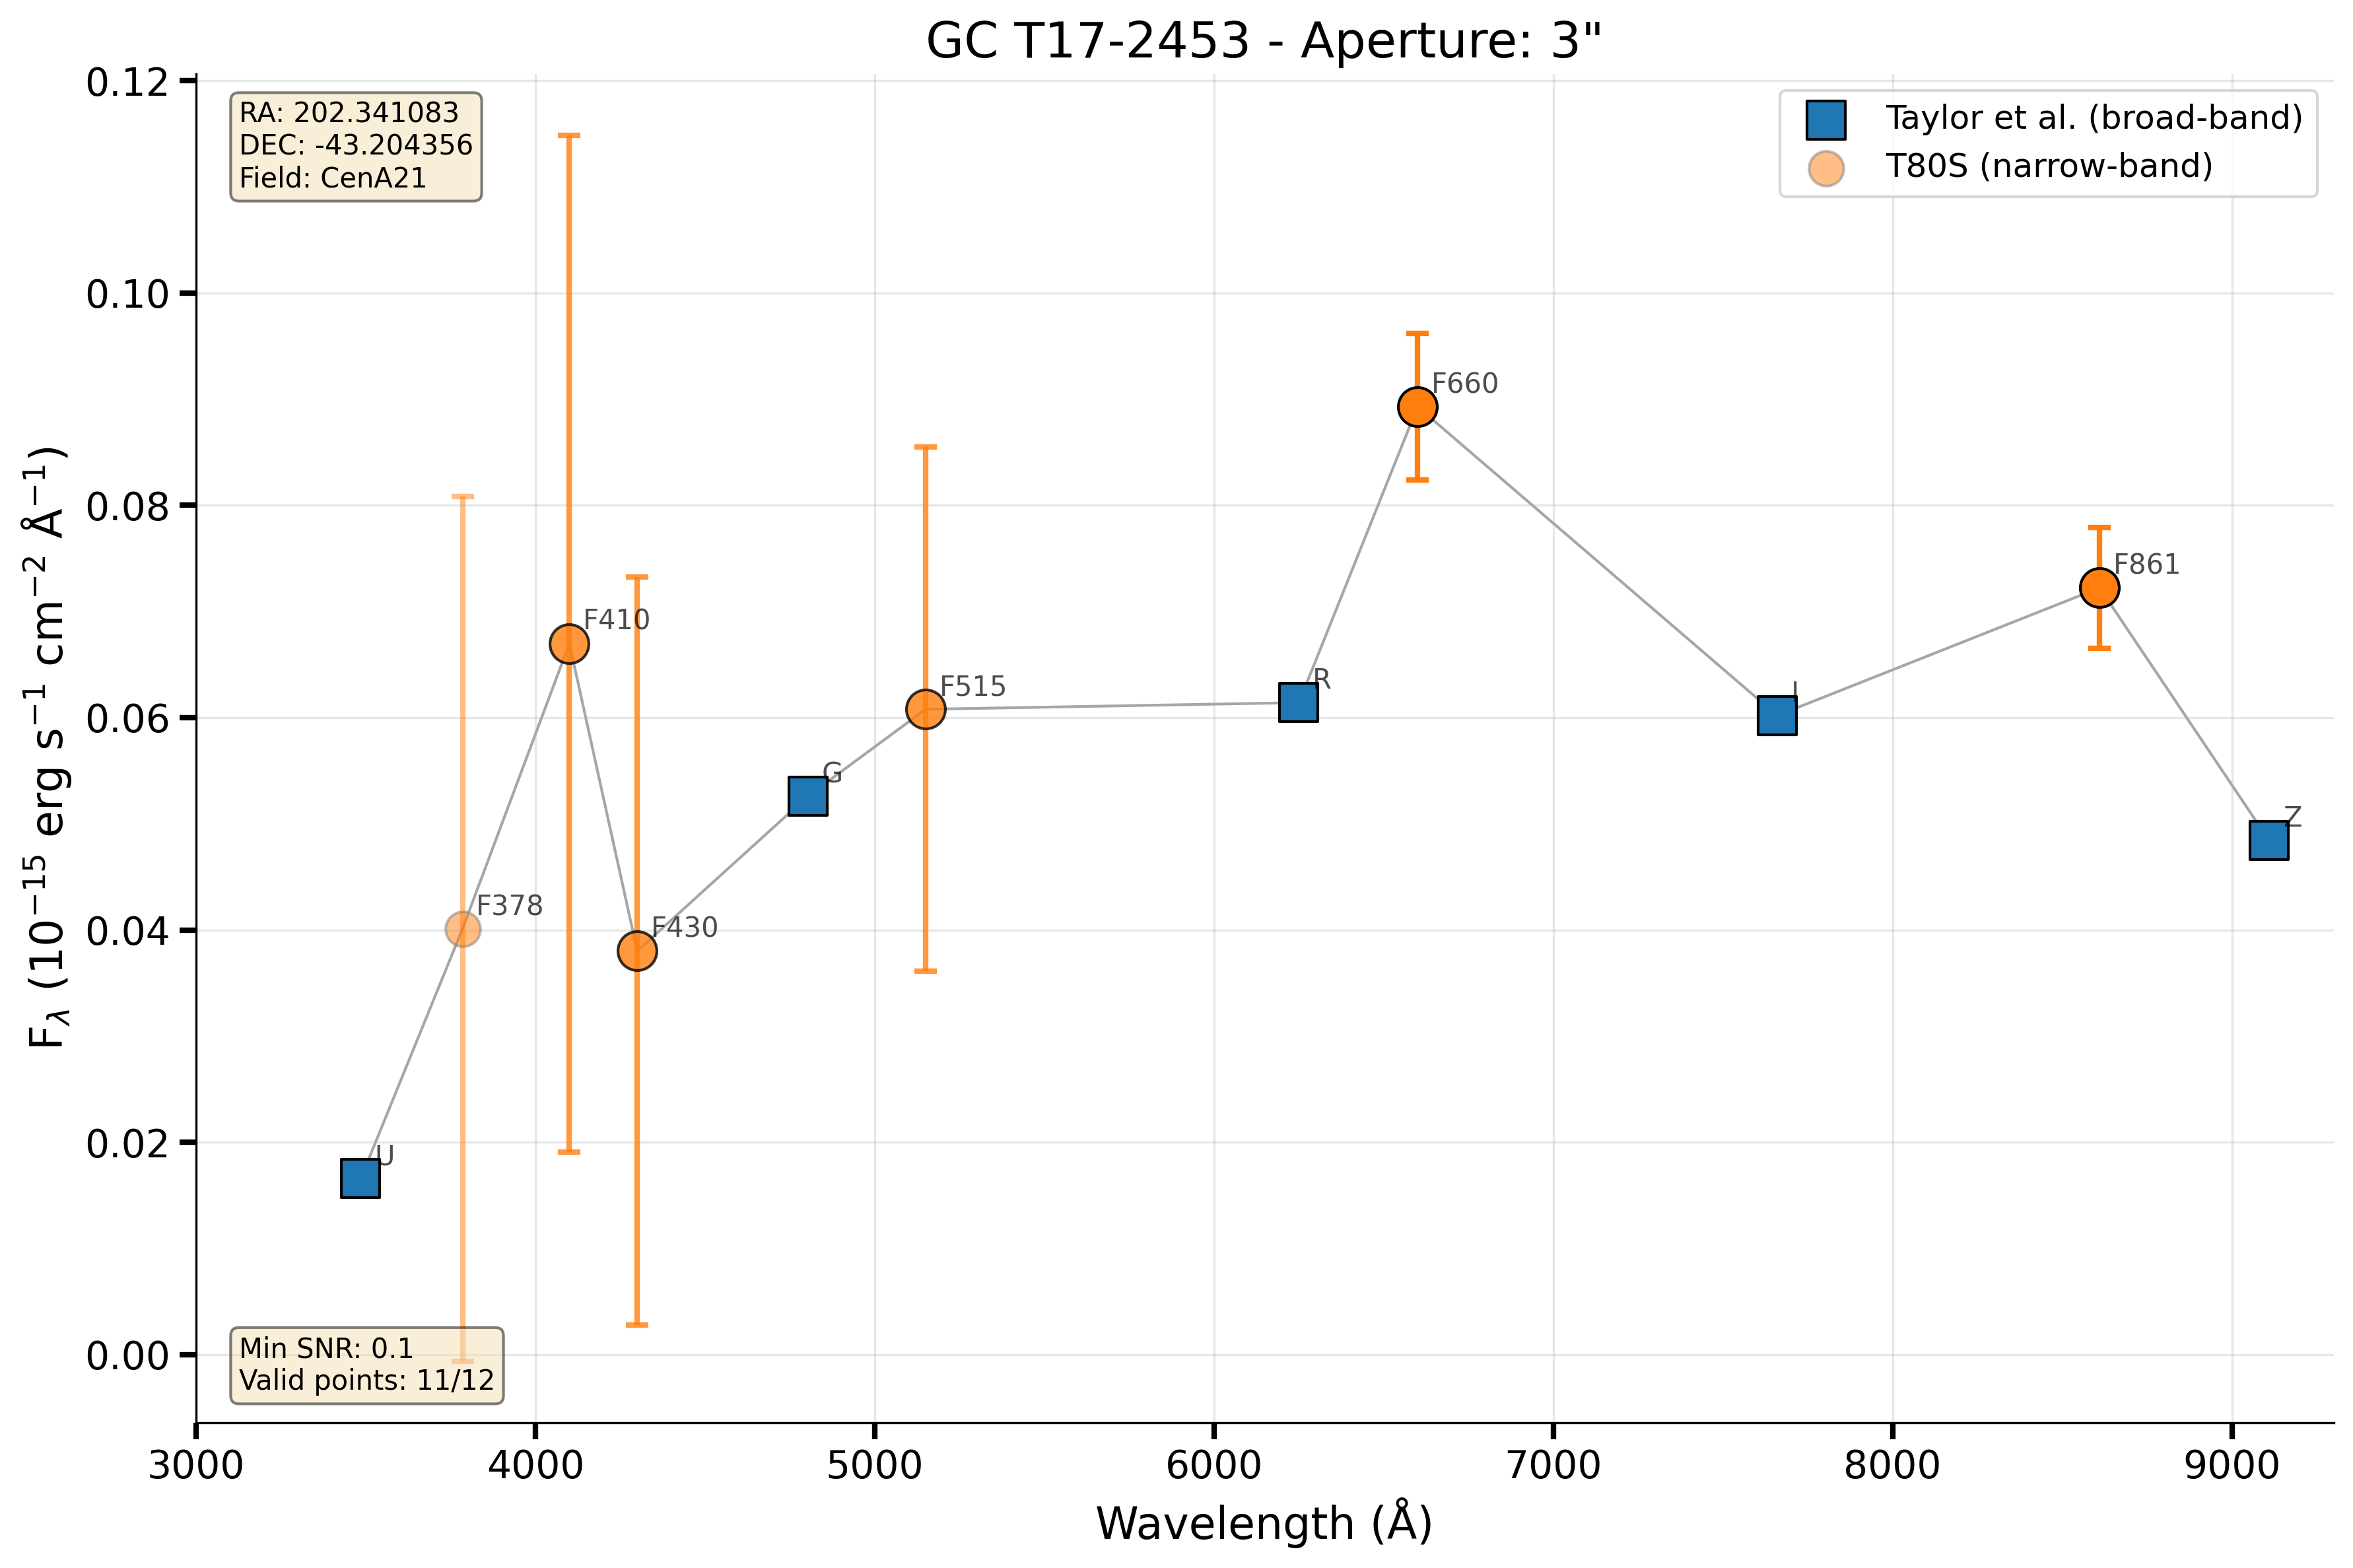 GC T17-2453 - Aperture: 3"
RA: 202.341083
DEC: -43.204356
Field: CenA21
Taylor et al. (broad-band)
T80S (narrow-band)
0.12
0.10
0.08
0.06
0.04
0.02
0.00
F_λ (10⁻¹⁵ erg s⁻¹ cm⁻² Å⁻¹)
U
F378
F410
F430
G
F515
R
F660
I
F861
Z
Min SNR: 0.1
Valid points: 11/12
3000 4000 5000 6000 7000 8000 9000
Wavelength (Å)